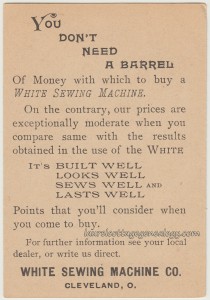 You
DON'T
NEED
A BARREL
Of Money with which to buy a
WHITE SEWING MACHINE.
On the contrary, our prices are
exceptionally moderate when you
compare same with the results
obtained in the use of the WHITE
IT'S BUILT WELL
LOOKS WELL
SEWS WELL AND
LASTS WELL
Points that you'll consider when
you come to buy.
For further information see your local
dealer, or write us direct.
WHITE SEWING MACHINE CO.
CLEVELAND, O.